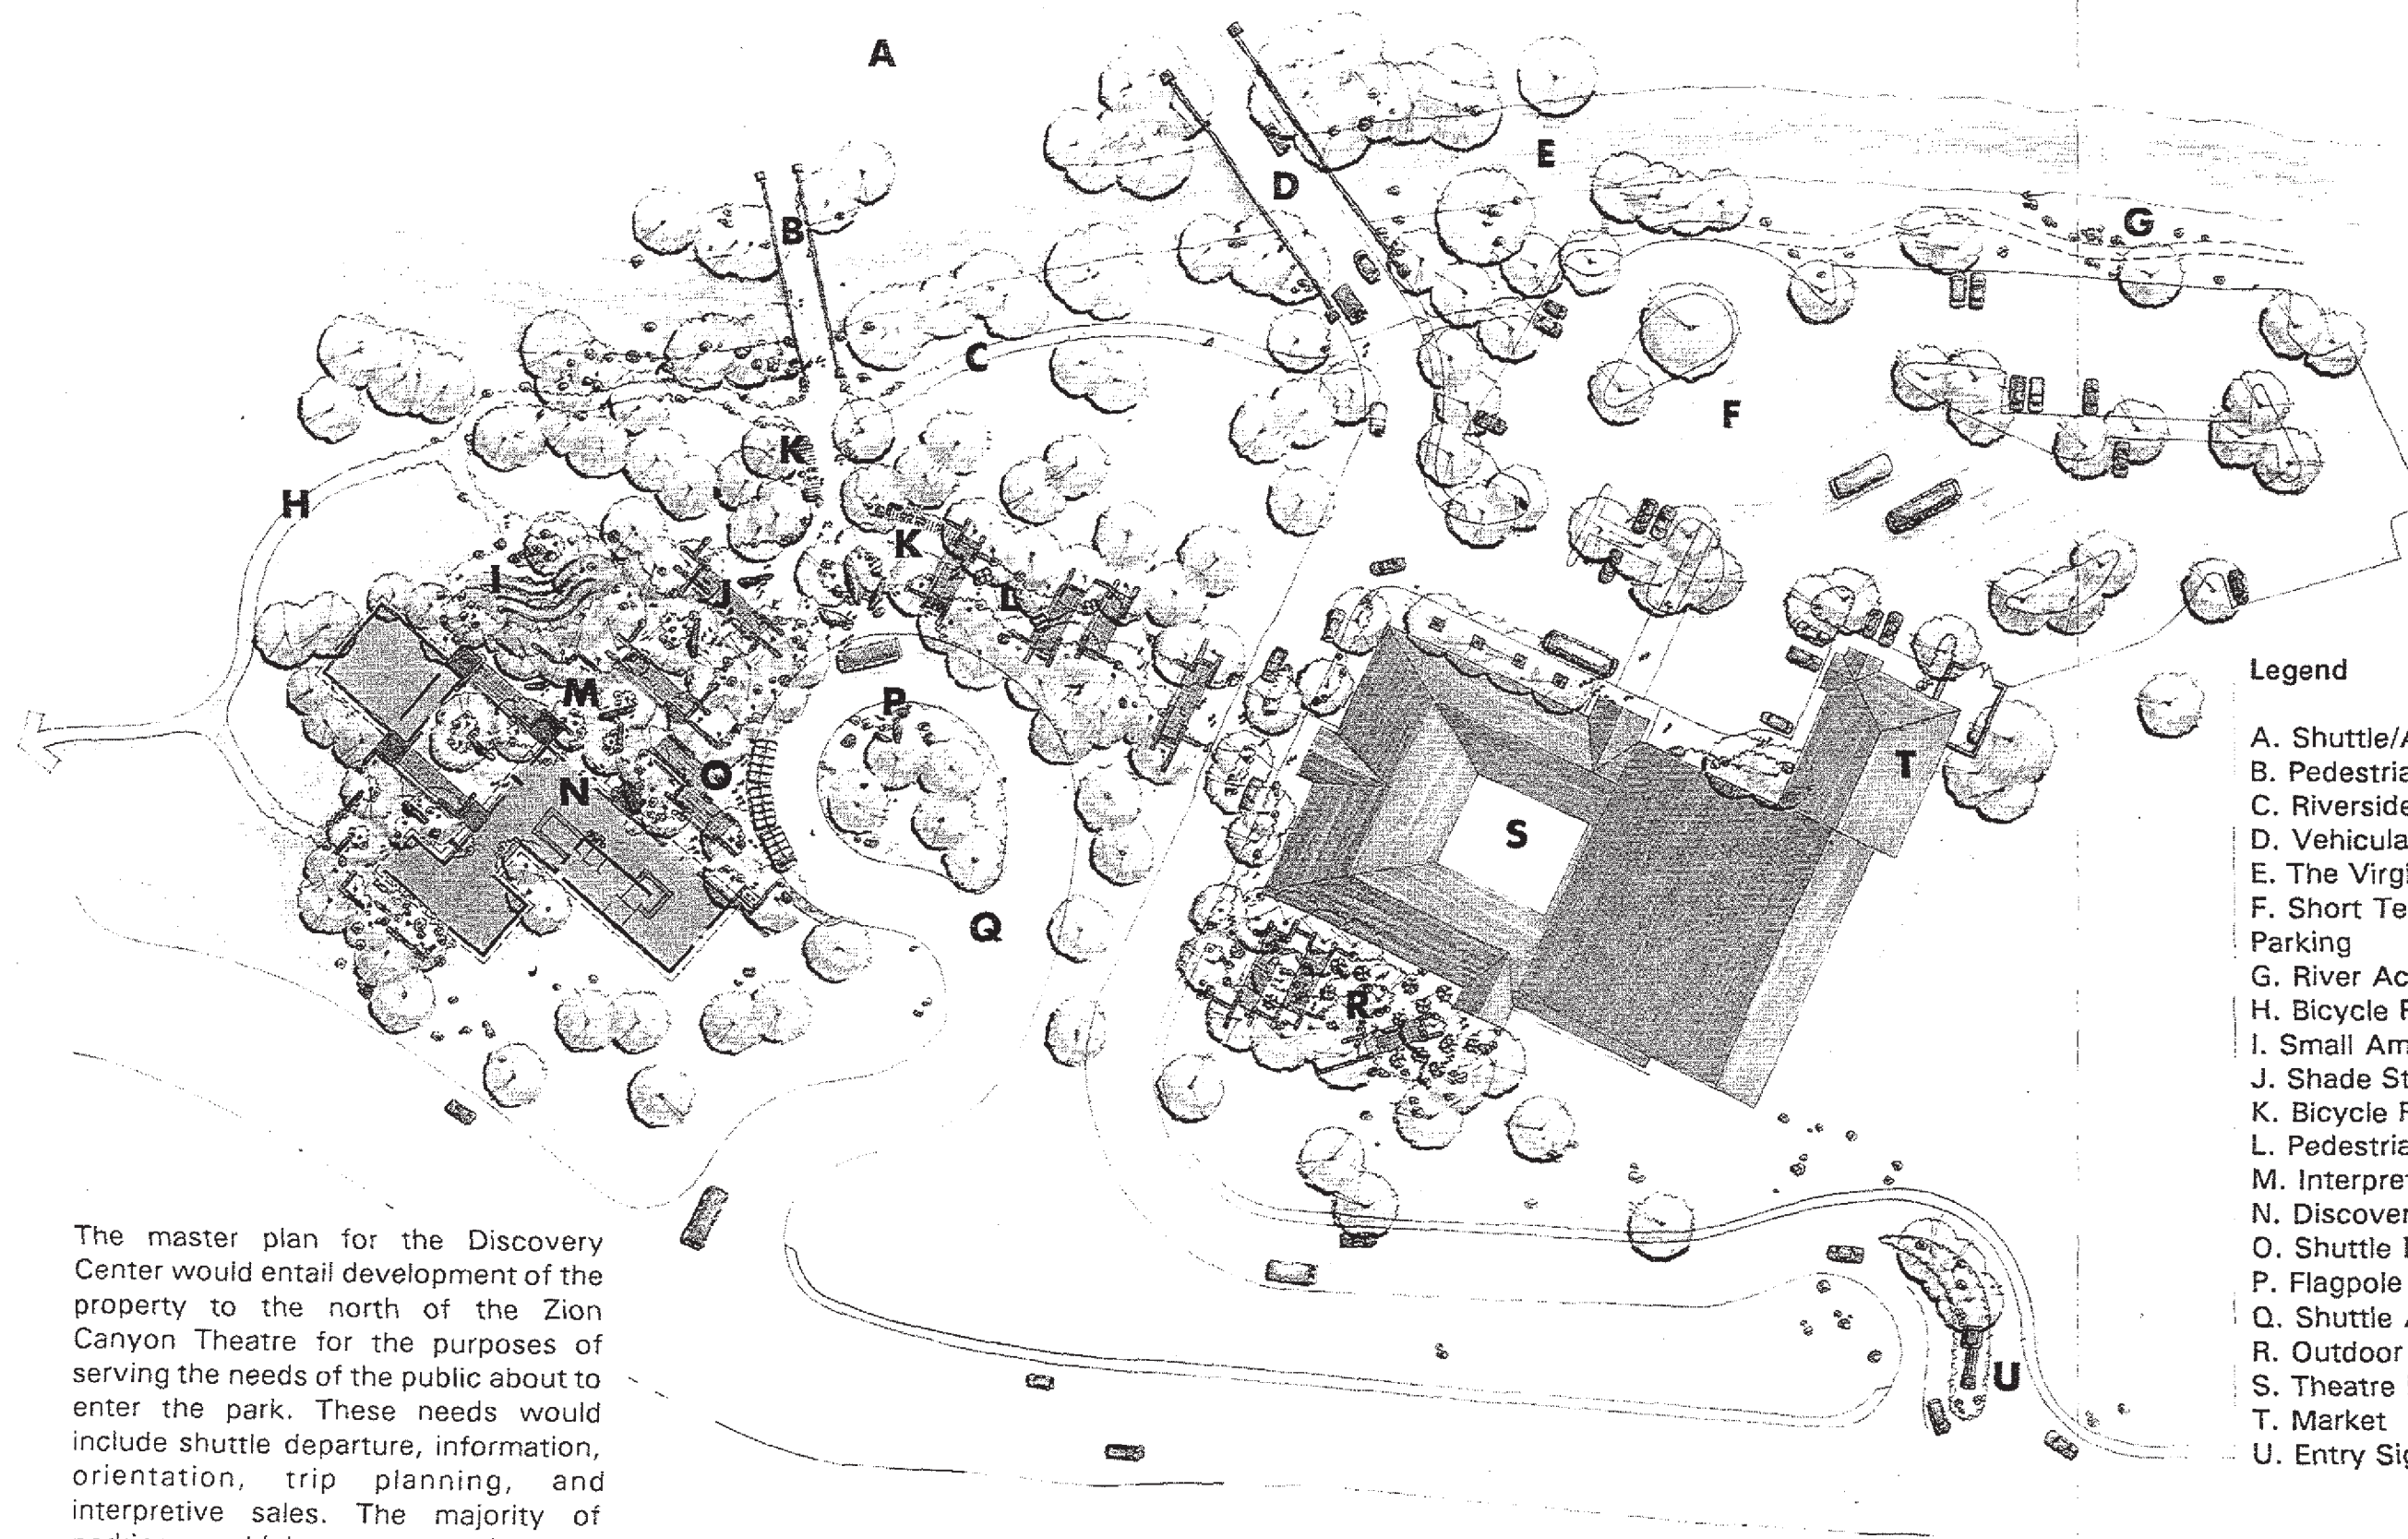 A
B
D
E
G
C
F
K
H
K
I
J
L
M
P
Q
N
T
S
Q
R
U
Legend
A. Shuttle/
B. Pedestria
C. Riverside
D. Vehicula
E. The Virgi
F. Short Te
Parking
G. River Ac
H. Bicycle
I. Small Am
J. Shade St
K. Bicycle
L. Pedestria
M. Interpre
N. Discover
O. Shuttle
P. Flagpole
Q. Shuttle
R. Outdoor
S. Theatre
T. Market
U. Entry Sig
The master plan for the Discovery
Center would entail development of the
property to the north of the Zion
Canyon Theatre for the purposes of
serving the needs of the public about to
enter the park. These needs would
include shuttle departure, information,
orientation, trip planning, and
interpretive sales. The majority of